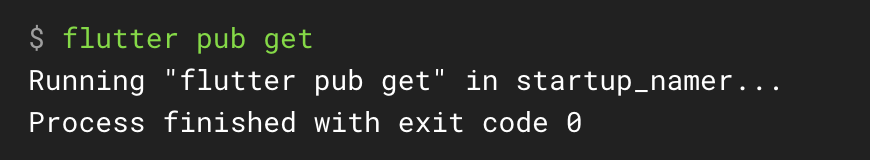 $ flutter pub get
Running "flutter pub get" in startup_namer...
Process finished with exit code 0